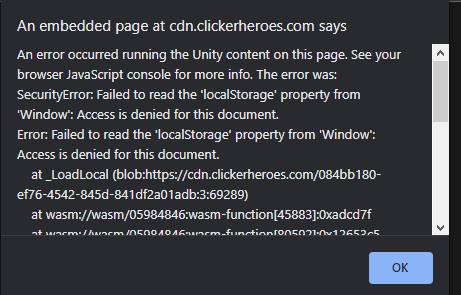 An embedded page at cdn.clickerheroes.com says
An error occurred running the Unity content on this page. See your
browser JavaScript console for more info. The error was:
SecurityError: Failed to read the 'localStorage' property from
'Window': Access is denied for this document.
Error: Failed to read the 'localStorage' property from 'Window':
Access is denied for this document.
at _LoadLocal (blob:https://cdn.clickerheroes.com/084bb180-
ef76-4542-845d-841df2a01adb:3:69289)
at wasm://wasm/05984846:wasm-function[45883]:0xadcd7f
at wasm://wasm/05984846:wasm-function[80592]:0x12653c5
OK